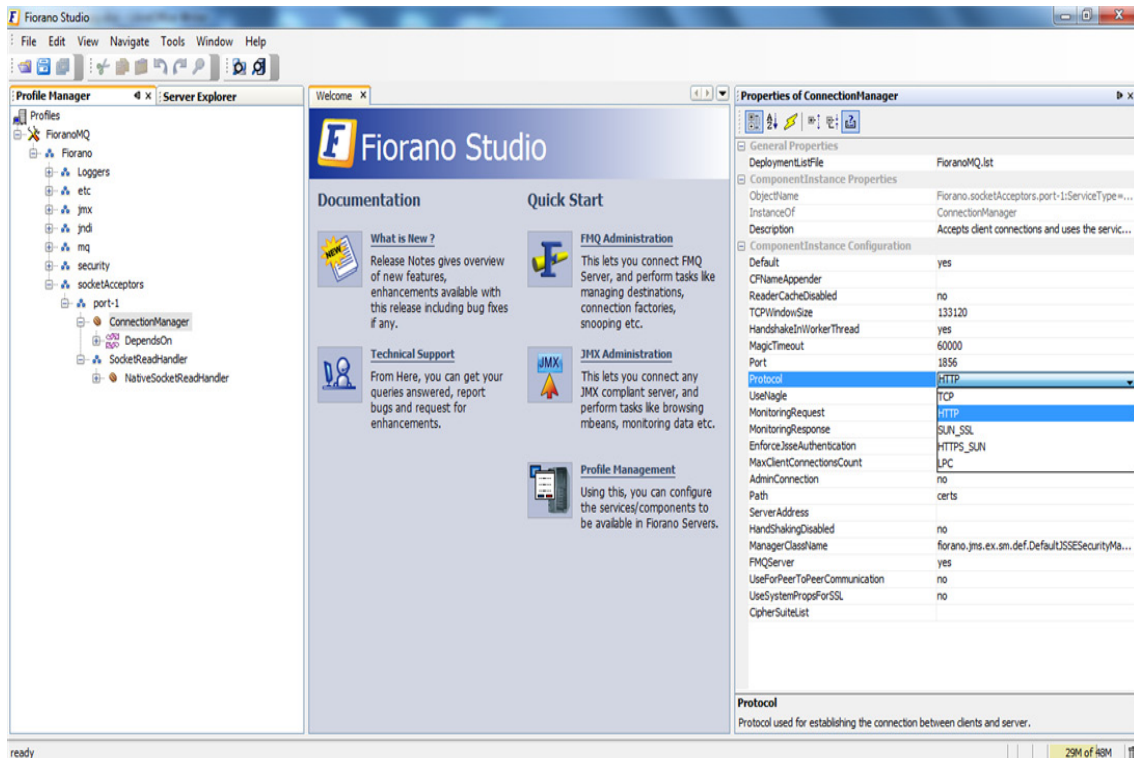 Fiorano Studio
File Edit View Navigate Tools Window Help
Profile Manager
Server Explorer
Profiles
FioranoMQ
Fiorano
Loggers
etc
jmx
jndi
mq
security
socketAcceptors
port-1
ConnectionManager
DependsOn
SocketReadHandler
NativeSocketReadHandler
Welcome
Fiorano Studio
Documentation
What is New ?
Release Notes gives overview
of new features,
enhancements available with
this release including bug fixes
if any.
Technical Support
From Here, you can get your
queries answered, report
bugs and request for
enhancements.
Quick Start
FMQ Administration
This lets you connect FMQ
Server, and perform tasks like
managing destinations,
connection factories,
snooping etc.
JMX
JMX Administration
This lets you connect any
JMX compliant server, and
perform tasks like browsing
mbeans, monitoring data etc.
Profile Management
Using this, you can configure
the services/components to
be available in Fiorano Servers.
Properties of ConnectionManager
General Properties
DeploymentListFile FioranoMQ.lst
ComponentInstance Properties
ObjectName Fiorano.socketAcceptors.port-1:ServiceType=...
InstanceOf ConnectionManager
Description Accepts client connections and uses the servic...
ComponentInstance Configuration
Default yes
CFNameAppender
ReaderCacheDisabled no
TCPWindowSize 133120
HandshakeInWorkerThread yes
MagicTimeout 60000
Port 1856
Protocol HTTP
UseNagle TCP
MonitoringRequest HTTP
MonitoringResponse SUN_SSL
EnforceJsseAuthentication HTTPS_SUN
MaxClientConnectionsCount LPC
AdminConnection no
Path certs
ServerAddress
HandShakingDisabled no
ManagerClassName fiorano.jms.ex.sm.def.DefaultJSSESecurityMa...
FMQServer yes
UseForPeerToPeerCommunication no
UseSystemPropsForSSL no
CipherSuiteList
Protocol
Protocol used for establishing the connection between clients and server.
ready
29M of 48M